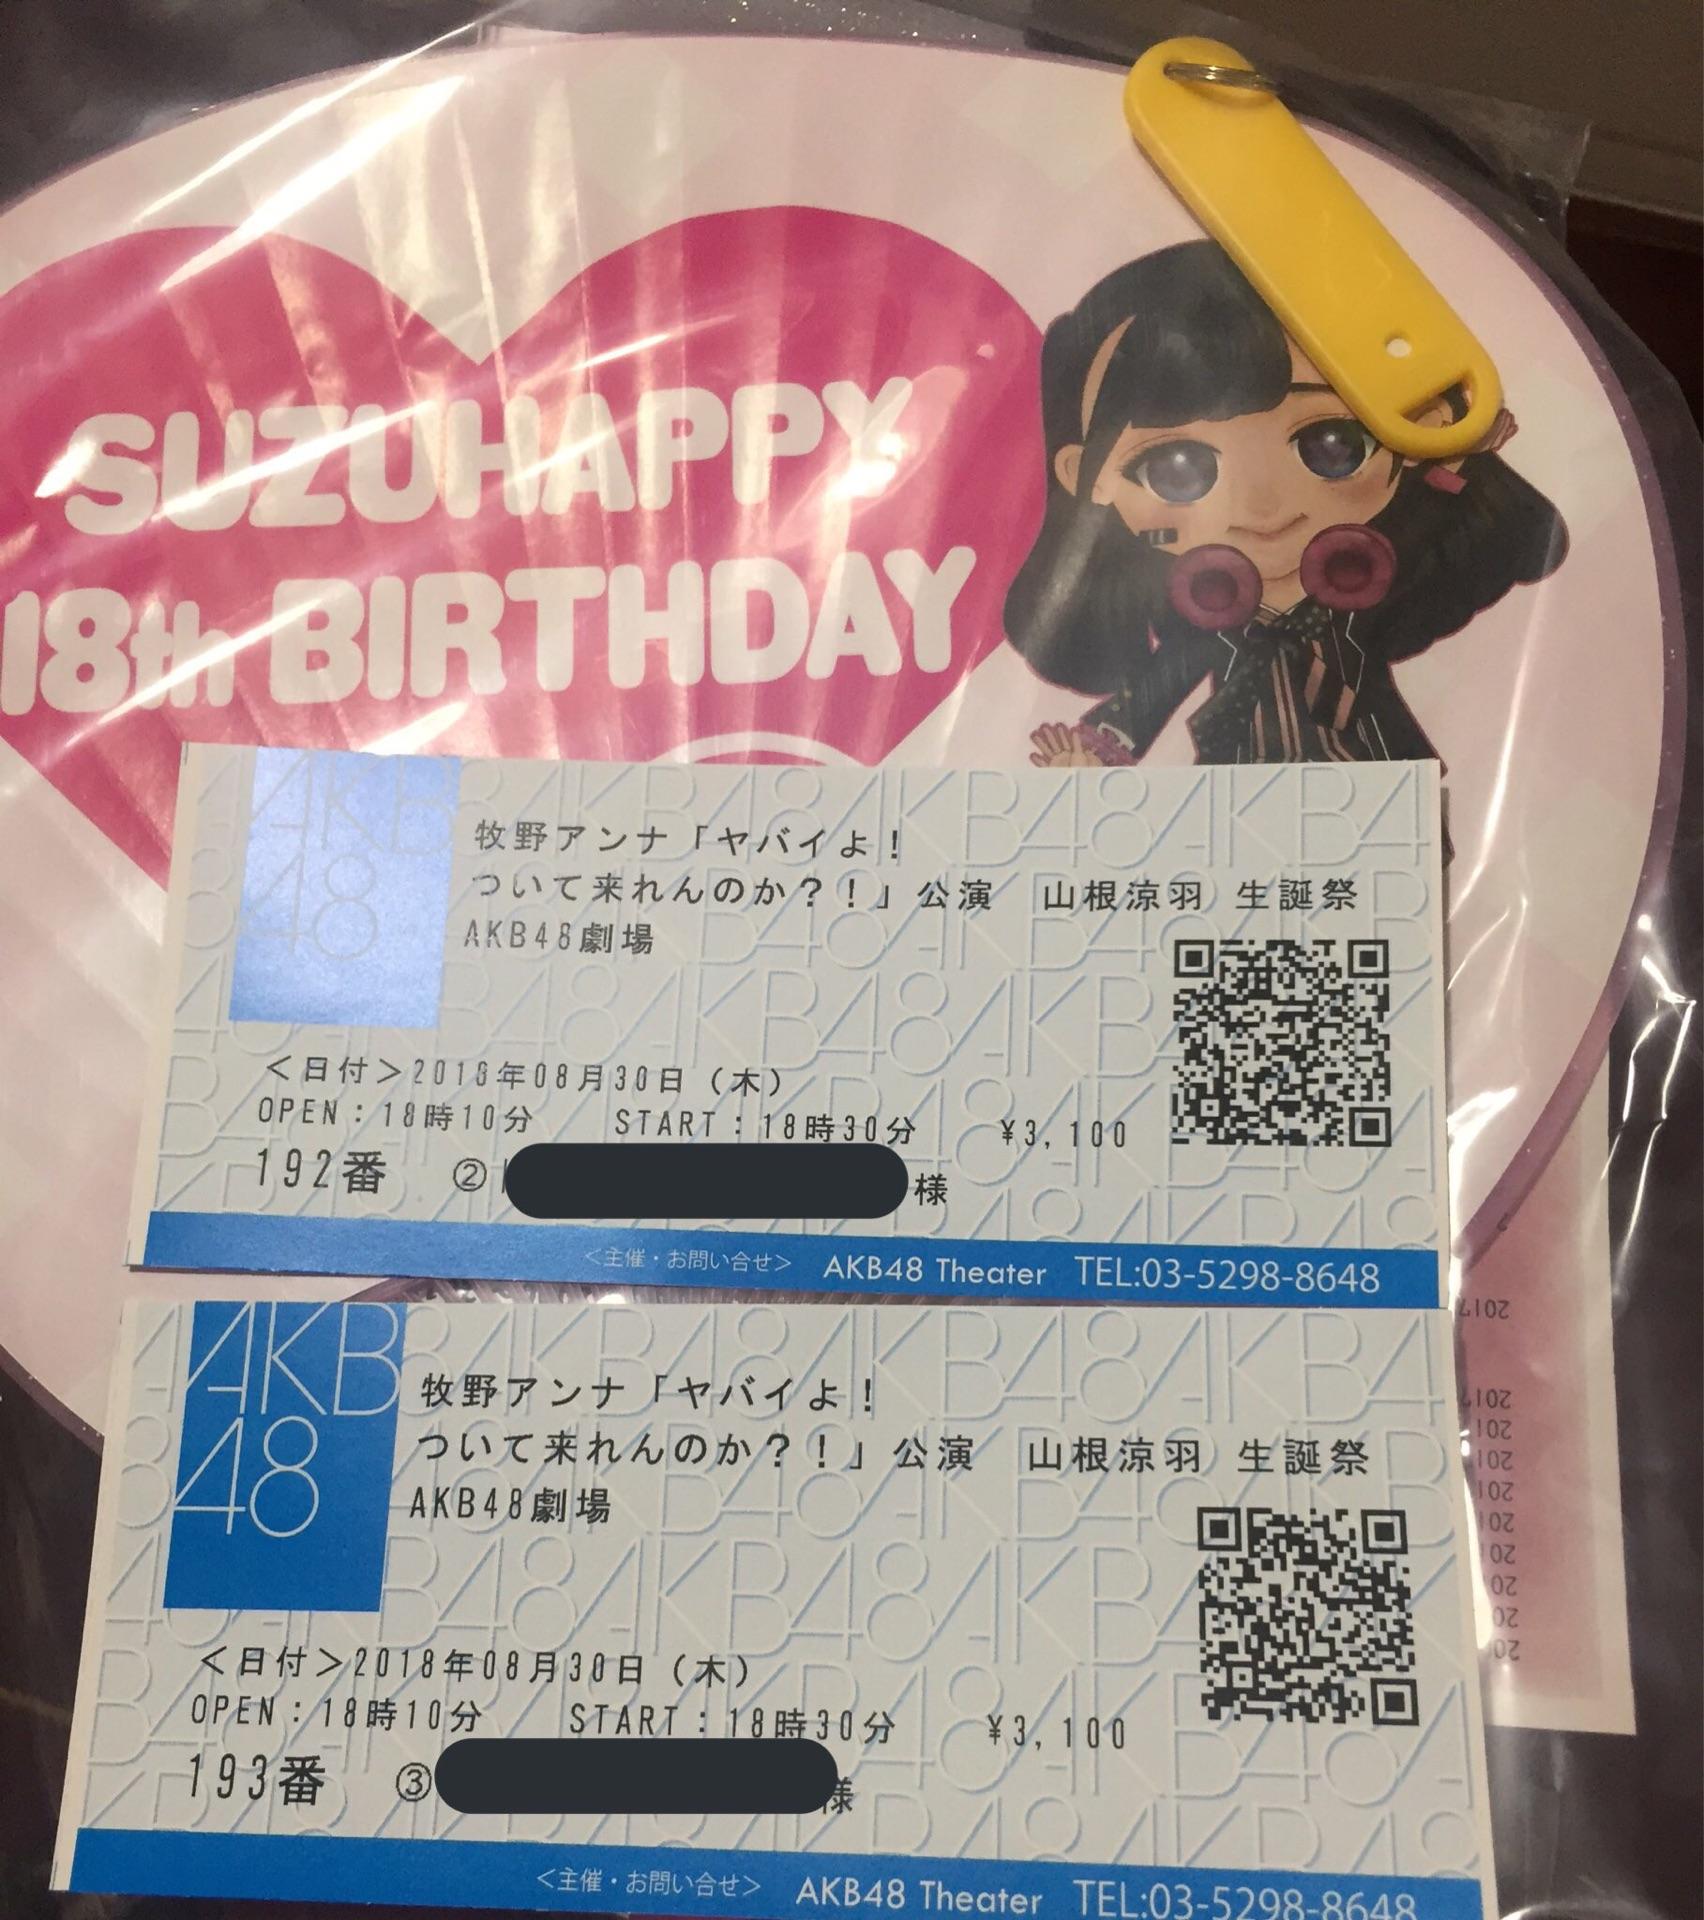 SUZUHAPPY
18th BIRTHDAY
AKB
48
牧野アンナ「ヤバイよ！
ついて来れんのか？！」公演　山根涼羽 生誕祭
AKB48劇場
＜日付＞2018年08月30日（木）
OPEN：18時10分　START：18時30分　¥3,100
192番　②　様
＜主催・お問い合せ＞　AKB48 Theater　TEL:03-5298-8648
AKB
48
牧野アンナ「ヤバイよ！
ついて来れんのか？！」公演　山根涼羽 生誕祭
AKB48劇場
＜日付＞2018年08月30日（木）
OPEN：18時10分　START：18時30分　¥3,100
193番　③　様
＜主催・お問い合せ＞　AKB48 Theater　TEL:03-5298-8648
2017
2017